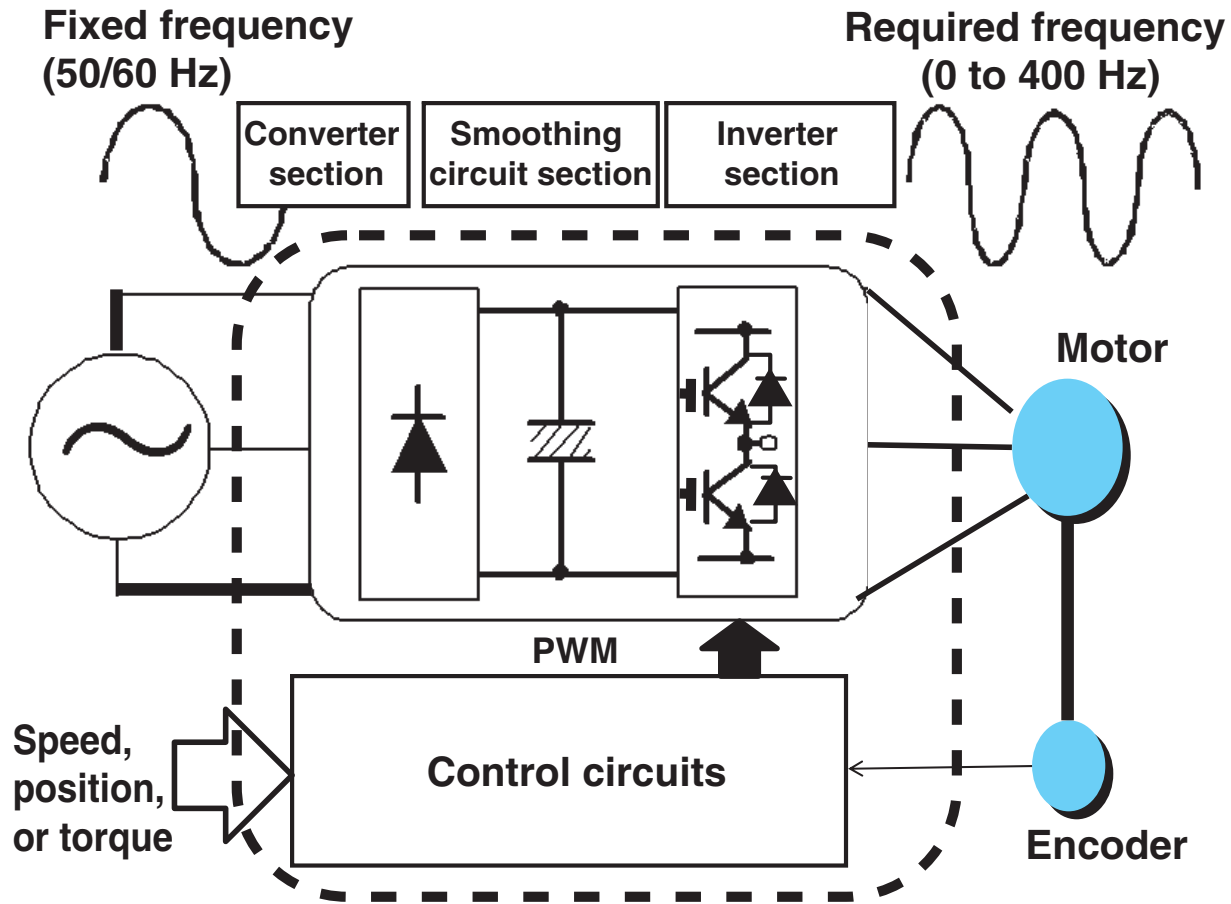 Fixed frequency
(50/60 Hz)
Required frequency
(0 to 400 Hz)
Converter
section
Smoothing
circuit section
Inverter
section
Motor
PWM
Speed,
position,
or torque
Control circuits
Encoder